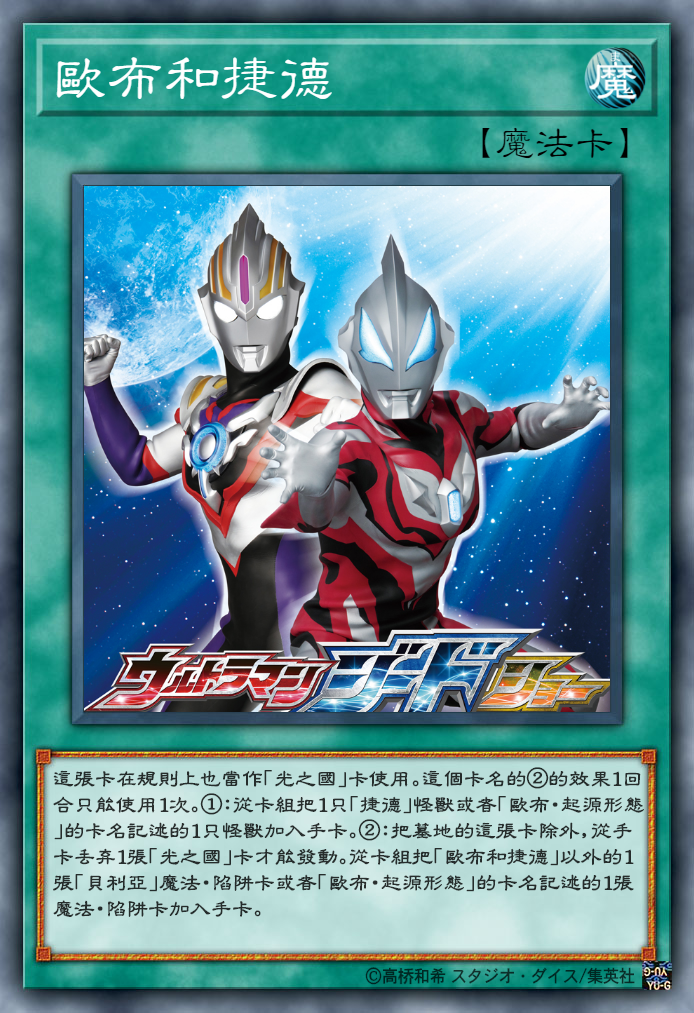 歐布和捷德
魔
【魔法卡】
ウルトラマン ジード ショー
這張卡在規則上也當作「光之國」卡使用。這個卡名的②的效果1回
合只能使用1次。①：從卡組把1只「捷德」怪獸或者「歐布·起源形態
」的卡名記述的1只怪獸加入手卡。②：把墓地的這張卡除外，從手
卡丟弃1張「光之國」卡才能發動。從卡組把「歐布和捷德」以外的1
張「貝利亞」魔法·陷阱卡或者「歐布·起源形態」的卡名記述的1張
魔法·陷阱卡加入手卡。
©高桥和希 スタジオ・ダイス/集英社
YU-G